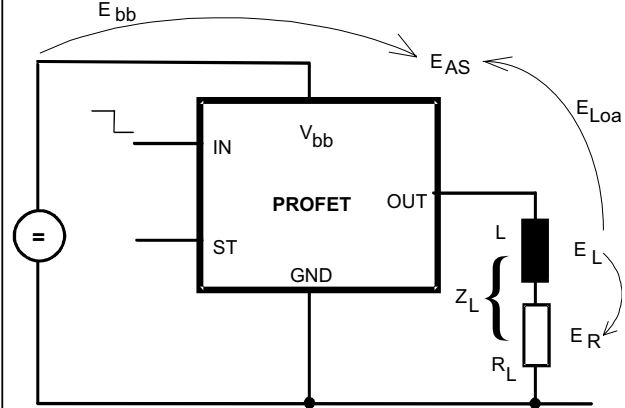 E bb
E AS
E Loa
V bb
IN
PROFET
OUT
=
ST
L
E L
GND
Z L {
E R
R L